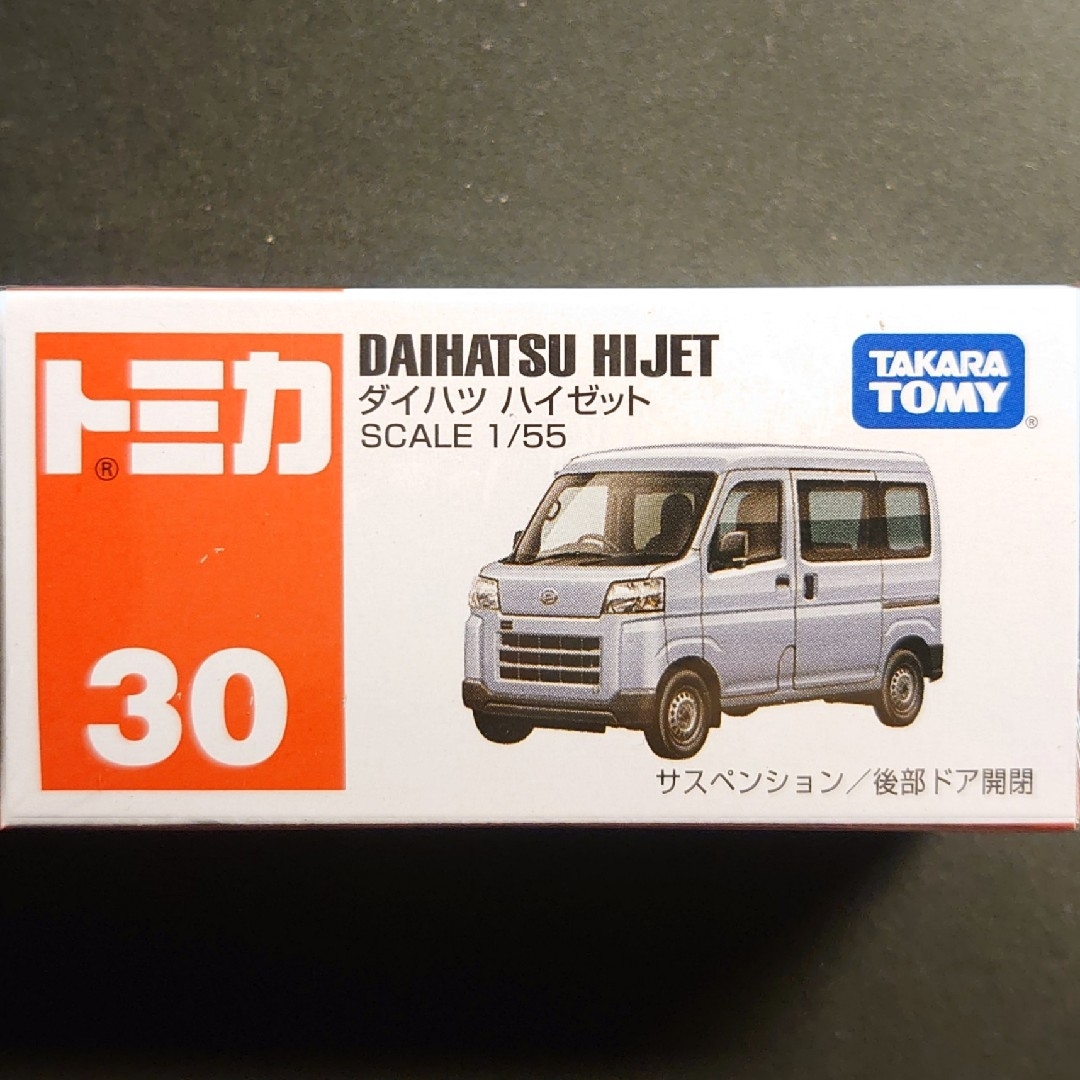 トミカ
®
30
DAIHATSU HIJET
ダイハツ ハイゼット
SCALE 1/55
TAKARA
TOMY
®
サスペンション／後部ドア開閉